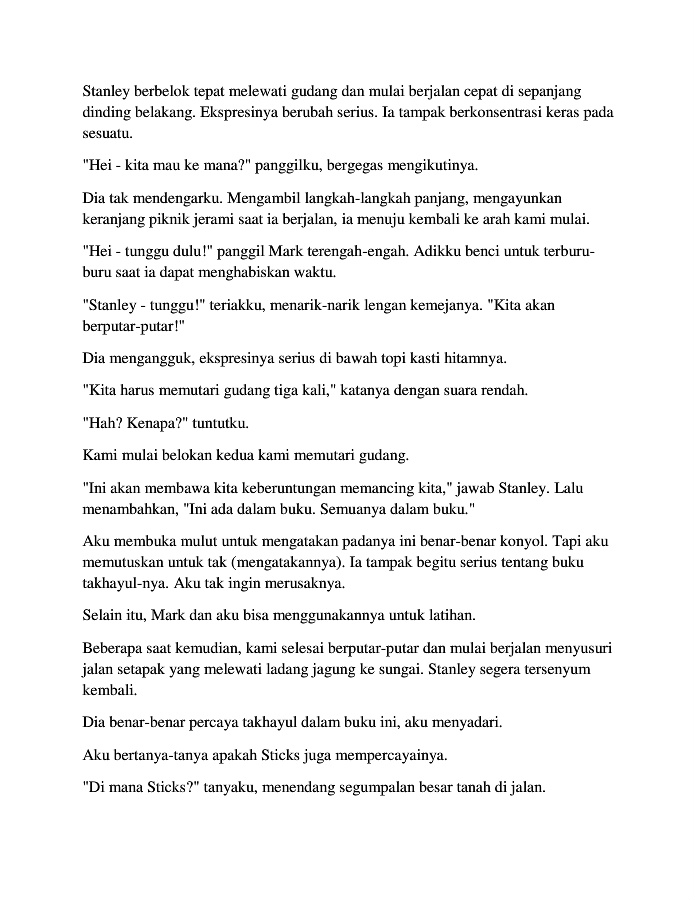 Stanley berbelok tepat melewati gudang dan mulai berjalan cepat di sepanjang
dinding belakang. Ekspresinya berubah serius. Ia tampak berkonsentrasi keras pada
sesuatu.
"Hei - kita mau ke mana?" panggilku, bergegas mengikutinya.
Dia tak mendengarku. Mengambil langkah-langkah panjang, mengayunkan
keranjang piknik jerami saat ia berjalan, ia menuju kembali ke arah kami mulai.
"Hei - tunggu dulu!" panggil Mark terengah-engah. Adikku benci untuk terburu-
buru saat ia dapat menghabiskan waktu.
"Stanley - tunggu!" teriakku, menarik-narik lengan kemejanya. "Kita akan
berputar-putar!"
Dia mengangguk, ekspresinya serius di bawah topi kasti hitamnya.
"Kita harus memutari gudang tiga kali," katanya dengan suara rendah.
"Hah? Kenapa?" tuntutku.
Kami mulai belokan kedua kami memutari gudang.
"Ini akan membawa kita keberuntungan memancing kita," jawab Stanley. Lalu
menambahkan, "Ini ada dalam buku. Semuanya dalam buku."
Aku membuka mulut untuk mengatakan padanya ini benar-benar konyol. Tapi aku
memutuskan untuk tak (mengatakannya). Ia tampak begitu serius tentang buku
takhayul-nya. Aku tak ingin merusaknya.
Selain itu, Mark dan aku bisa menggunakannya untuk latihan.
Beberapa saat kemudian, kami selesai berputar-putar dan mulai berjalan menyusuri
jalan setapak yang melewati ladang jagung ke sungai. Stanley segera tersenyum
kembali.
Dia benar-benar percaya takhayul dalam buku ini, aku menyadari.
Aku bertanya-tanya apakah Sticks juga mempercayainya.
"Di mana Sticks?" tanyaku, menendang segumpalan besar tanah di jalan.